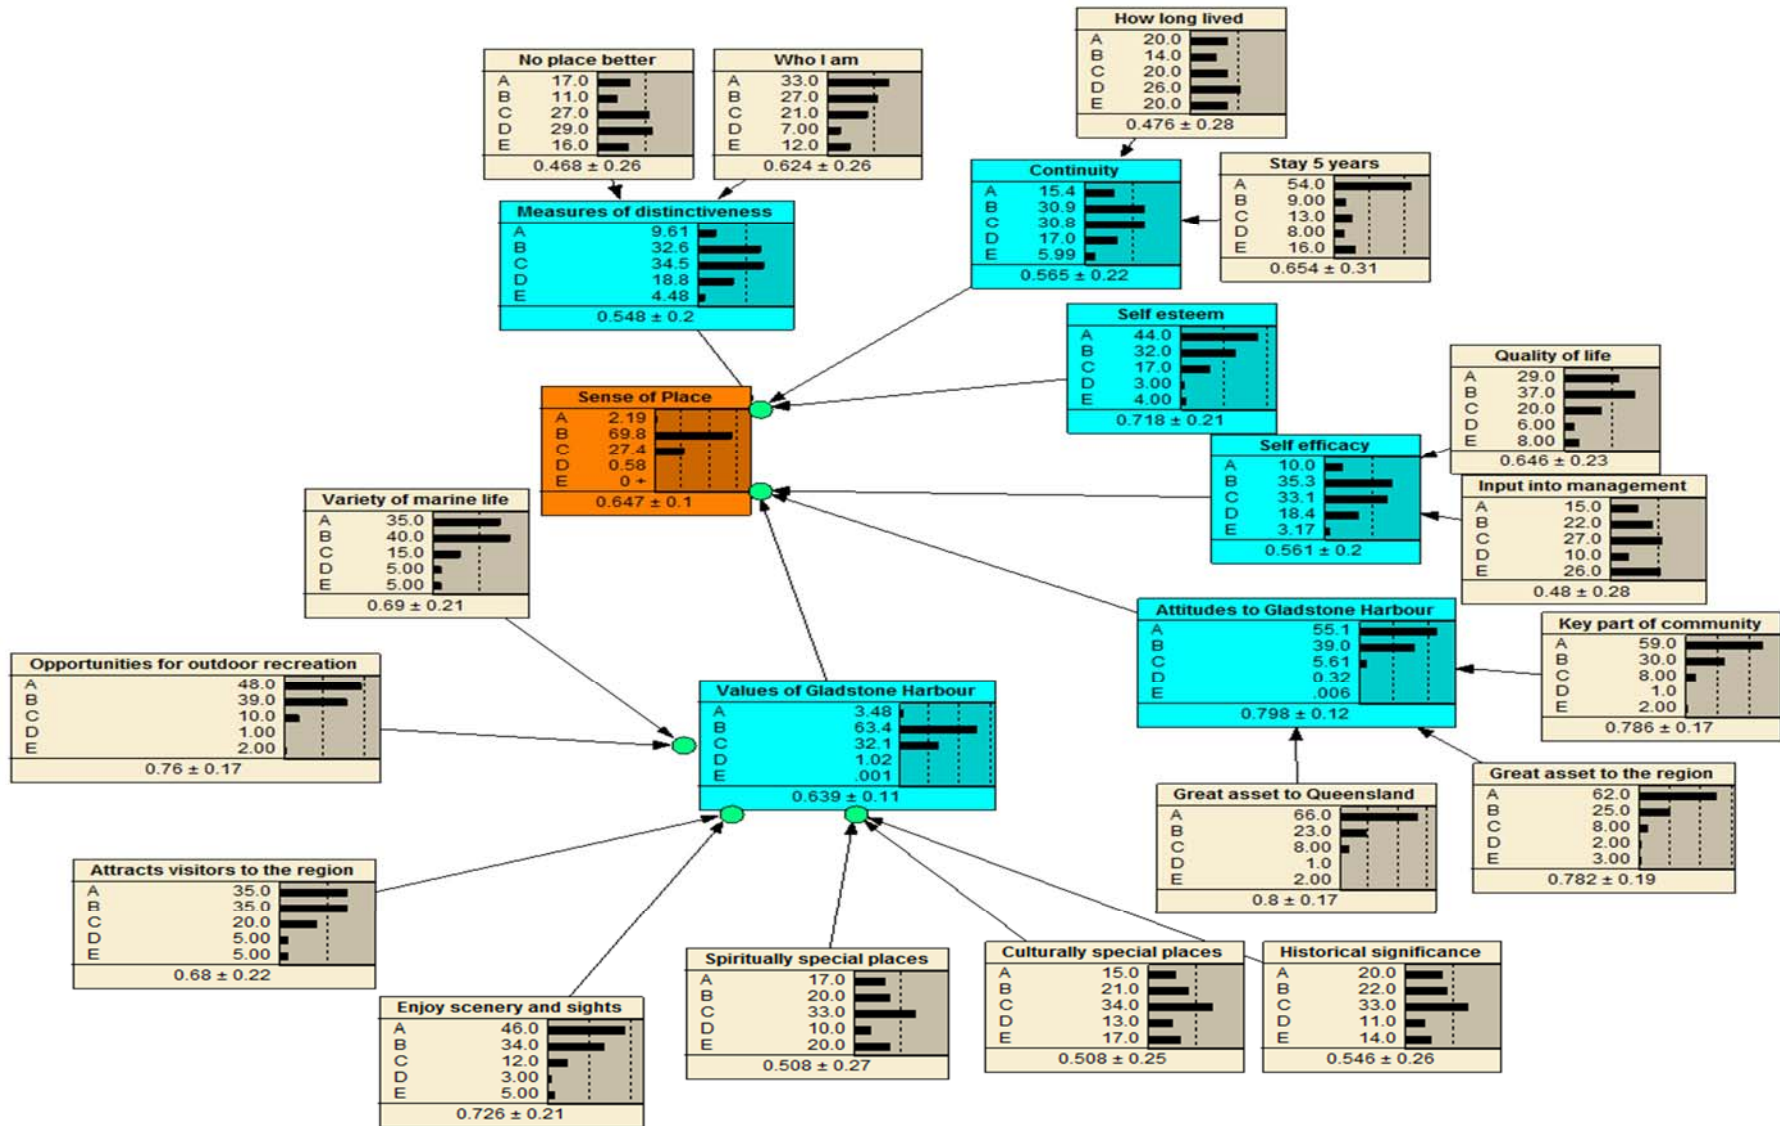 How long lived
A 20.0
B 14.0
C 20.0
D 26.0
E 20.0
0.476 ± 0.28
No place better
A 17.0
B 11.0
C 27.0
D 29.0
E 16.0
0.468 ± 0.26
Who I am
A 33.0
B 27.0
C 21.0
D 7.00
E 12.0
0.624 ± 0.26
Continuity
A 15.4
B 30.9
C 30.8
D 17.0
E 5.99
0.565 ± 0.22
Stay 5 years
A 54.0
B 9.00
C 13.0
D 8.00
E 16.0
0.654 ± 0.31
Measures of distinctiveness
A 9.61
B 32.6
C 34.5
D 18.8
E 4.48
0.548 ± 0.2
Self esteem
A 44.0
B 32.0
C 17.0
D 3.00
E 4.00
0.718 ± 0.21
Quality of life
A 29.0
B 37.0
C 20.0
D 6.00
E 8.00
0.646 ± 0.23
Sense of Place
A 2.19
B 69.8
C 27.4
D 0.58
E 0 +
0.647 ± 0.1
Self efficacy
A 10.0
B 35.3
C 33.1
D 18.4
E 3.17
0.561 ± 0.2
Input into management
A 15.0
B 22.0
C 27.0
D 10.0
E 26.0
0.48 ± 0.28
Variety of marine life
A 35.0
B 40.0
C 15.0
D 5.00
E 5.00
0.69 ± 0.21
Attitudes to Gladstone Harbour
A 55.1
B 39.0
C 5.61
D 0.32
E .006
0.798 ± 0.12
Key part of community
A 59.0
B 30.0
C 8.00
D 1.0
E 2.00
0.786 ± 0.17
Opportunities for outdoor recreation
A 48.0
B 39.0
C 10.0
D 1.00
E 2.00
0.76 ± 0.17
Values of Gladstone Harbour
A 3.48
B 63.4
C 32.1
D 1.02
E .001
0.639 ± 0.11
Great asset to Queensland
A 66.0
B 23.0
C 8.00
D 1.0
E 2.00
0.8 ± 0.17
Great asset to the region
A 62.0
B 25.0
C 8.00
D 2.00
E 3.00
0.782 ± 0.19
Attracts visitors to the region
A 35.0
B 35.0
C 20.0
D 5.00
E 5.00
0.68 ± 0.22
Enjoy scenery and sights
A 46.0
B 34.0
C 12.0
D 3.00
E 5.00
0.726 ± 0.21
Spiritually special places
A 17.0
B 20.0
C 33.0
D 10.0
E 20.0
0.508 ± 0.27
Culturally special places
A 15.0
B 21.0
C 34.0
D 13.0
E 17.0
0.508 ± 0.25
Historical significance
A 20.0
B 22.0
C 33.0
D 11.0
E 14.0
0.546 ± 0.26